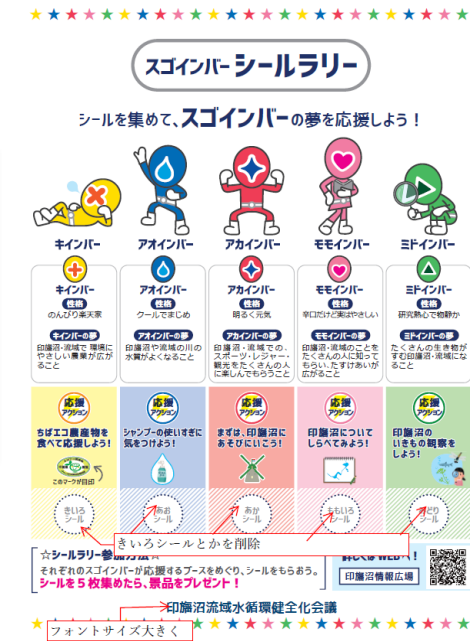 スゴインバーシールラリー
シールを集めて、スゴインバーの夢を応援しよう！
キインバー
アオインバー
アカインバー
モモインバー
ミドインバー
キインバー
性格
のんびり楽天家
キインバーの夢
印旛沼・流域で 環境に
やさしい農業が広が
ること
アオインバー
性格
クールでまじめ
アオインバーの夢
印旛沼や流域の川の
水質がよくなること
アカインバー
性格
明るく元気
アカインバーの夢
印旛沼・流域での、
スポーツ・レジャー・
観光をたくさんの人
に楽しんでもらうこと
モモインバー
性格
辛口だけど実はやさしい
モモインバーの夢
印旛沼・流域のことを
たくさんの人に知って
もらい、たすけあいが
広がること
ミドインバー
性格
研究熱心で物静か
ミドインバーの夢
たくさんの生き物が
すむ印旛沼・流域にな
ること
応援
アクション
ちばエコ農産物を
食べて応援しよう！
このマークが目印
応援
アクション
シャンプーの使いすぎに
気をつけよう！
応援
アクション
まずは、印旛沼に
あそびにいこう！
応援
アクション
印旛沼について
しらべてみよう！
応援
アクション
印旛沼の
いきもの観察を
しよう！
きいろ
シール
あお
シール
あか
シール
ももいろ
シール
どり
シール
きいろシールとかを削除
☆シールラリー参加方法☆
それぞれのスゴインバーが応援するブースをめぐり、シールをもらおう。
シールを５枚集めたら、景品をプレゼント！
詳しくはWEBへ！
印旛沼情報広場
印旛沼流域水循環健全化会議
フォントサイズ大きく